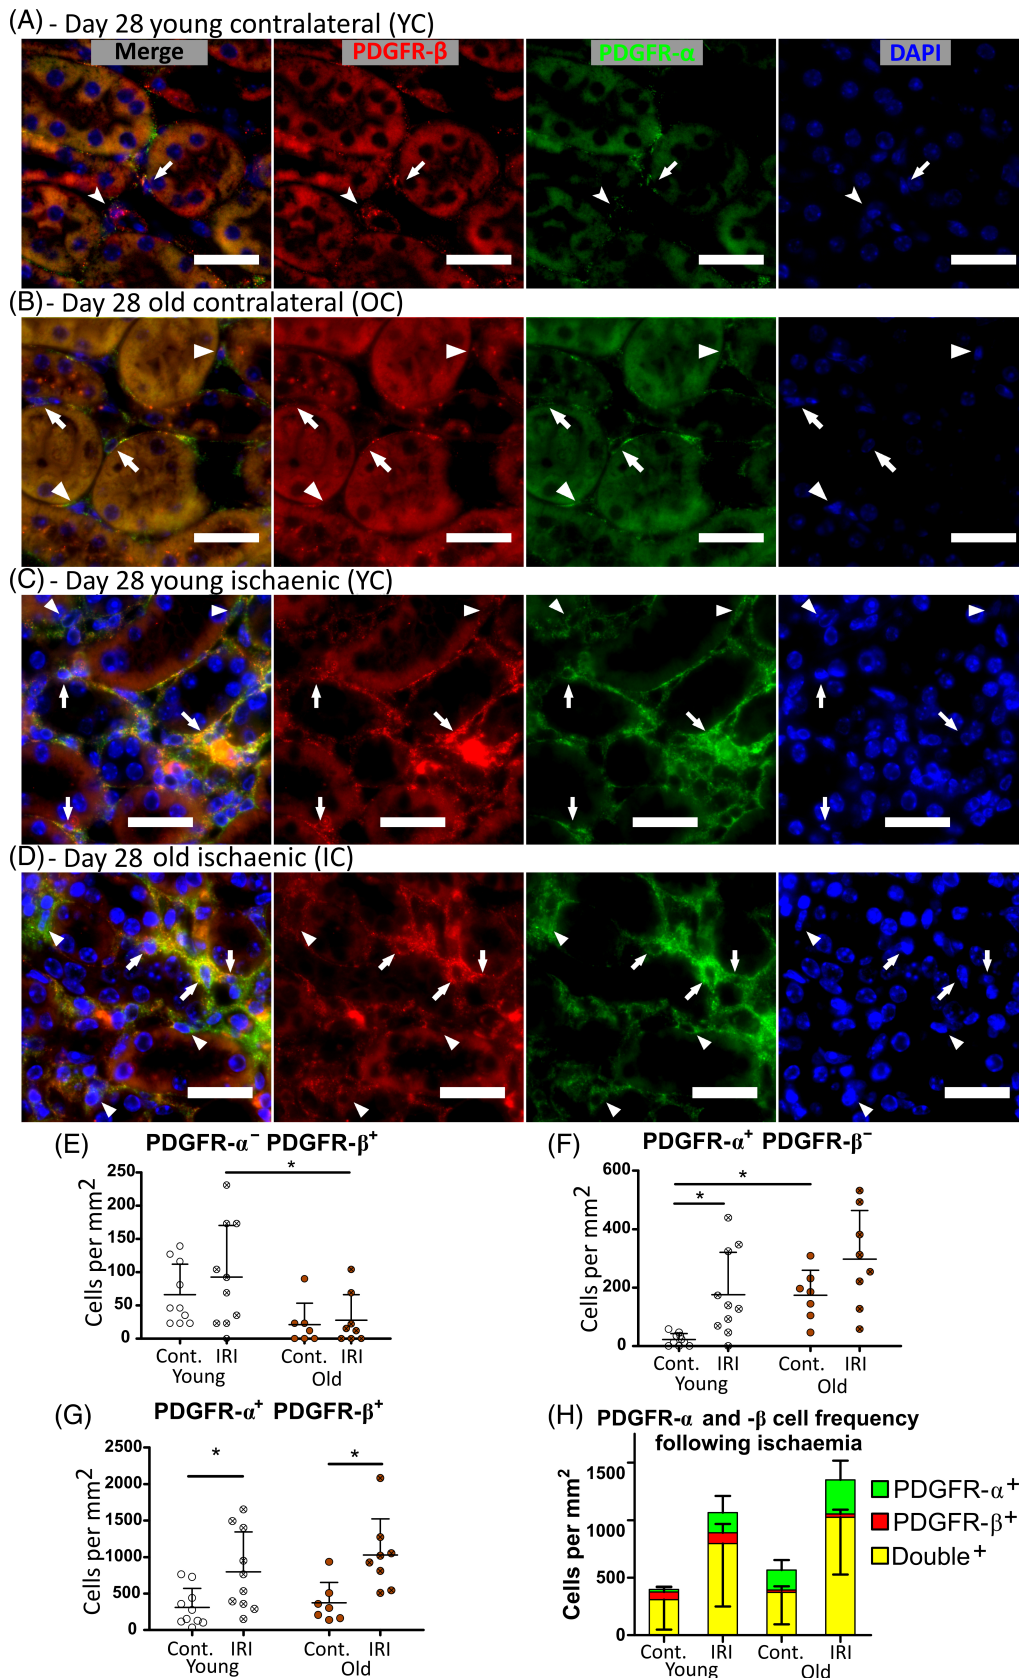 (A) - Day 28 young contralateral (YC)
Merge PDGFR-β PDGFR-α DAPI
(B) - Day 28 old contralateral (OC)
(C) - Day 28 young ischaenic (YC)
(D) - Day 28 old ischaenic (IC)
(E) PDGFR-α⁻ PDGFR-β⁺
Cells per mm²
250
200
150
100
50
0
*
Cont. IRI Cont. IRI
Young Old
(F) PDGFR-α⁺ PDGFR-β⁻
Cells per mm²
600
400
200
0
*
*
Cont. IRI Cont. IRI
Young Old
(G) PDGFR-α⁺ PDGFR-β⁺
Cells per mm²
2500
2000
1500
1000
500
0
* *
Cont. IRI Cont. IRI
Young Old
(H) PDGFR-α and -β cell frequency
following ischaemia
Cells per mm²
1500
1000
500
0
PDGFR-α⁺
PDGFR-β⁺
Double⁺
Cont. IRI Cont. IRI
Young Old